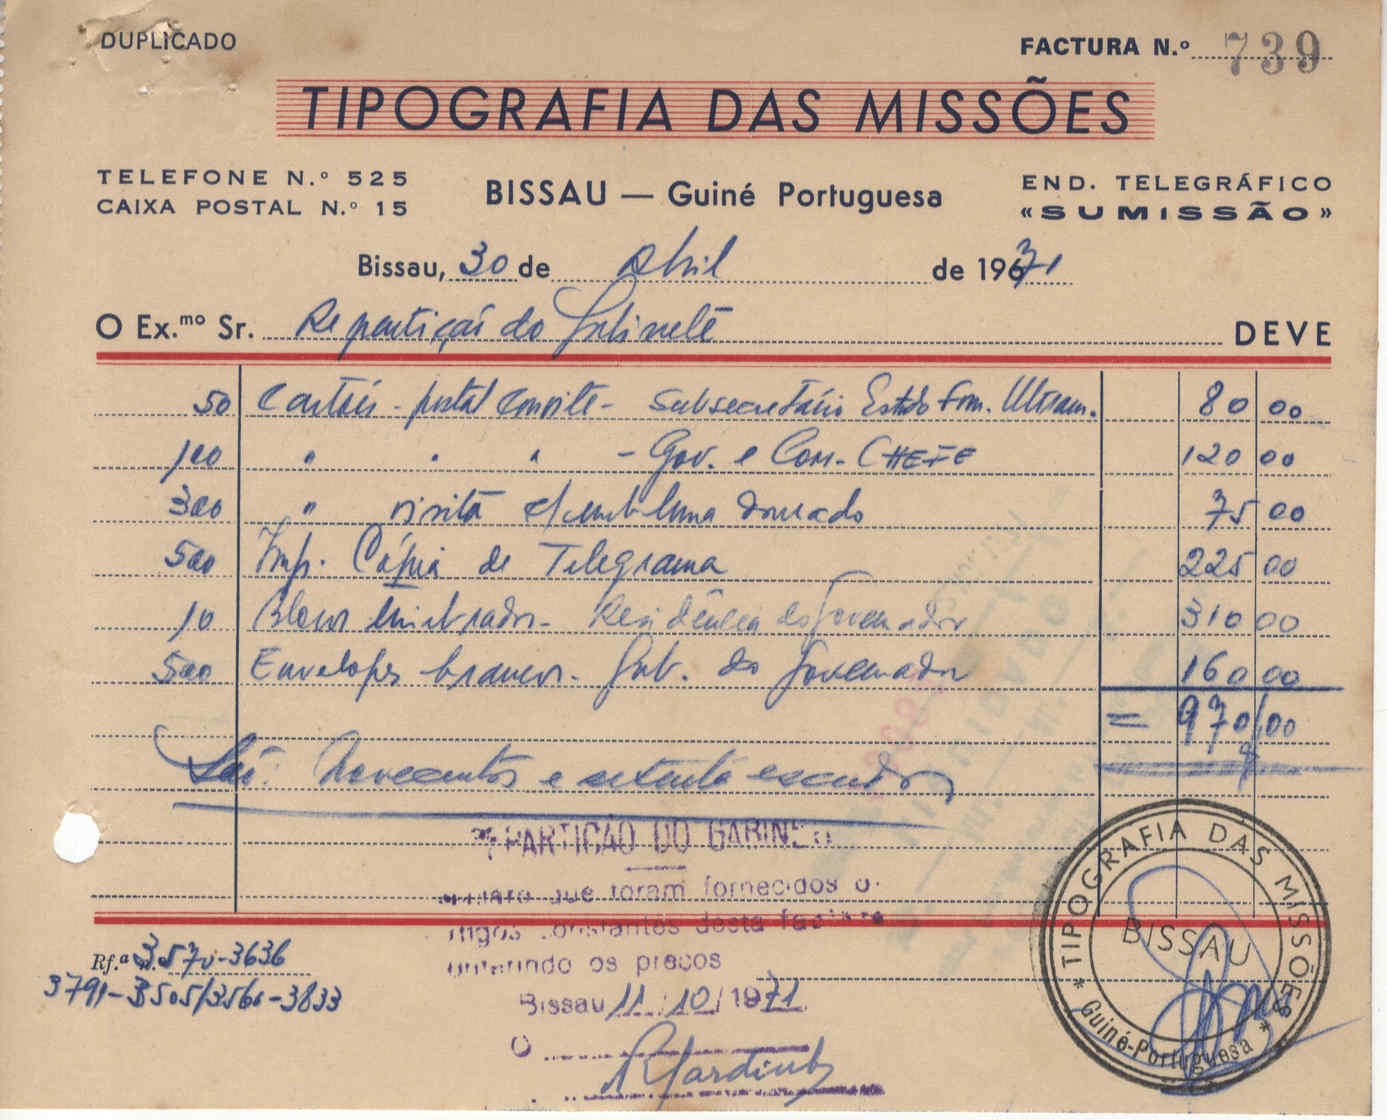 DUPLICADO
FACTURA N.º 739
TIPOGRAFIA DAS MISSÕES
TELEFONE N.º 525
CAIXA POSTAL N.º 15
BISSAU — Guiné Portuguesa
END. TELEGRÁFICO
«SUMISSÃO»
Bissau, 30 de Abril de 1971
O Ex.mo Sr. Repartição do Gabinete DEVE
50 Cartões - postal convite - Subsecretário Estado Fom. Ultram. 80 00
100 " " " - Gov. e Com. CHEFE 120 00
300 " visita c/ emblema dourado 75 00
500 Imp. Cópia de Telegrama 225 00
10 Blocos - Residência do Governador 310 00
500 Envelopes brancos - Gab. do Governador 160 00
= 970/00
São: Novecentos e setenta escudos
REPARTIÇÃO DO GABINETE
que foram fornecidos o
constantes desta factura
os preços
Bissau 11/10/1971
O
Rf.ª 3570-3636
3791-3505/3560-3833
* TIPOGRAFIA DAS MISSÕES *
BISSAU
Guiné-Portuguesa